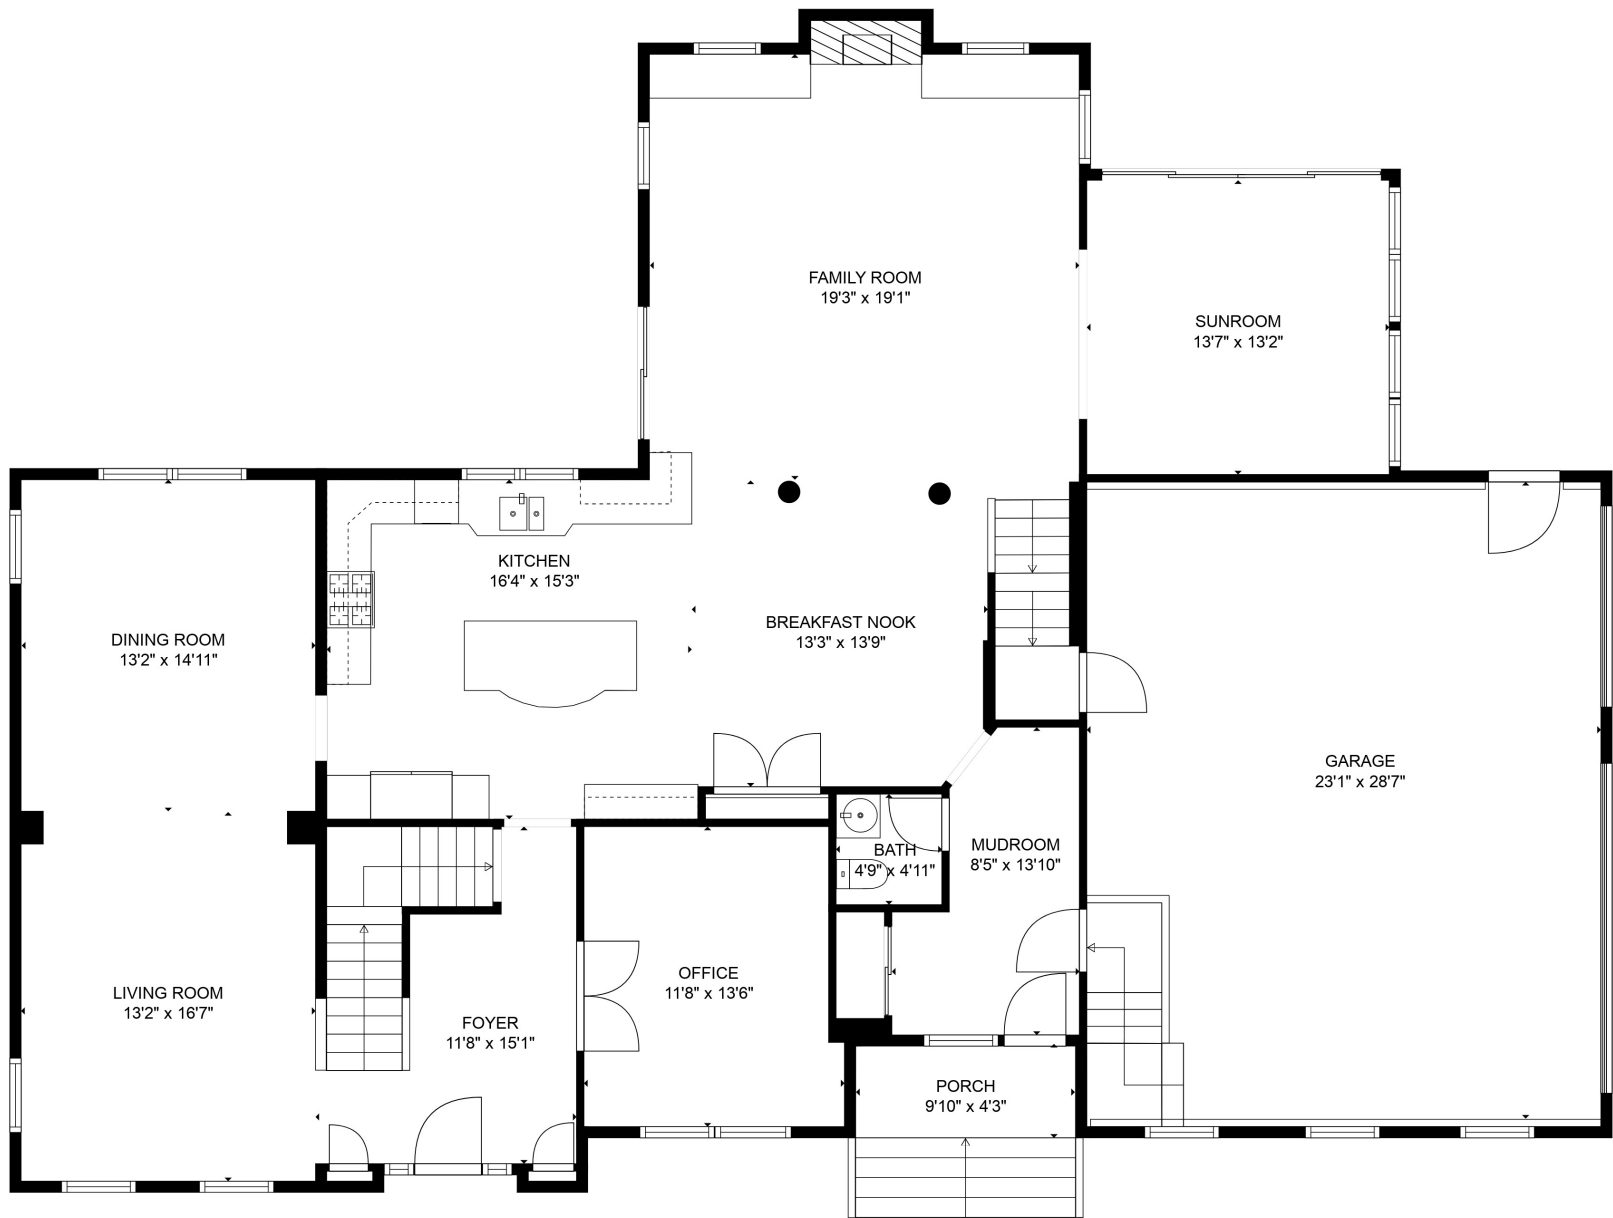 FAMILY ROOM
19'3" x 19'1"
SUNROOM
13'7" x 13'2"
KITCHEN
16'4" x 15'3"
BREAKFAST NOOK
13'3" x 13'9"
DINING ROOM
13'2" x 14'11"
GARAGE
23'1" x 28'7"
BATH
4'9" x 4'11"
MUDROOM
8'5" x 13'10"
LIVING ROOM
13'2" x 16'7"
FOYER
11'8" x 15'1"
OFFICE
11'8" x 13'6"
PORCH
9'10" x 4'3"